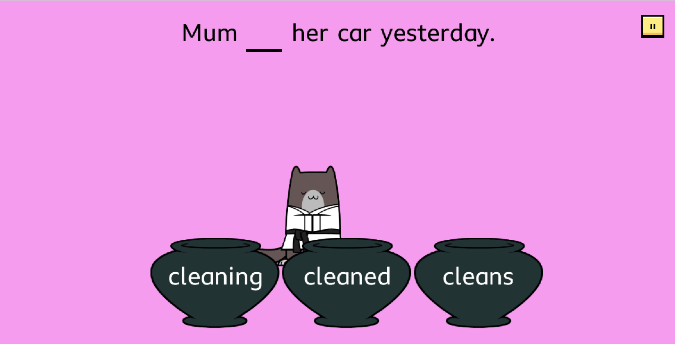 Mum ___ her car yesterday.
cleaning cleaned cleans